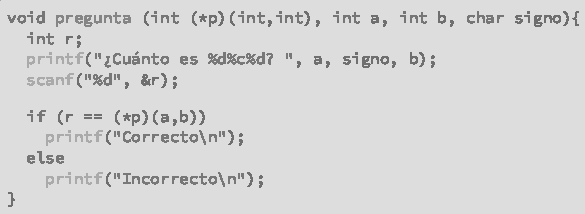 void pregunta (int (*p)(int,int), int a, int b, char signo){
  int r;
  printf("¿Cuánto es %d%c%d? ", a, signo, b);
  scanf("%d", &r);

  if (r == (*p)(a,b))
    printf("Correcto\n");
  else
    printf("Incorrecto\n");
}